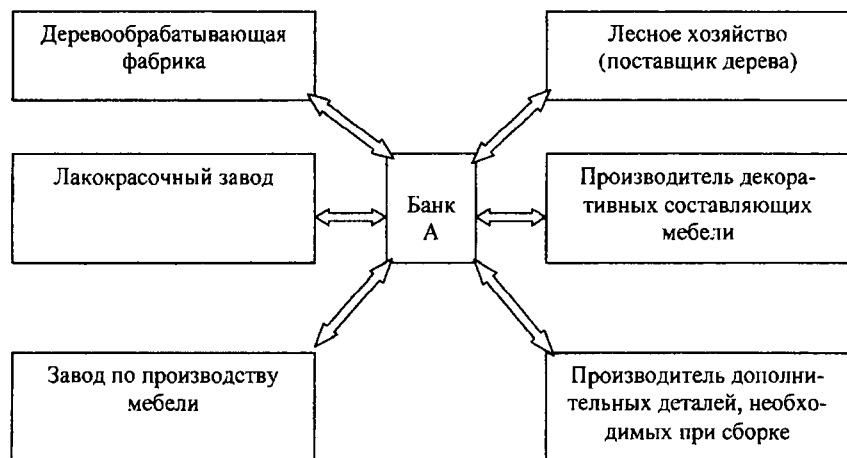 Деревообрабатывающая
фабрика
Лесное хозяйство
(поставщик дерева)
Лакокрасочный завод
Банк
А
Производитель декора-
тивных составляющих
мебели
Завод по производству
мебели
Производитель дополни-
тельных деталей, необхо-
димых при сборке